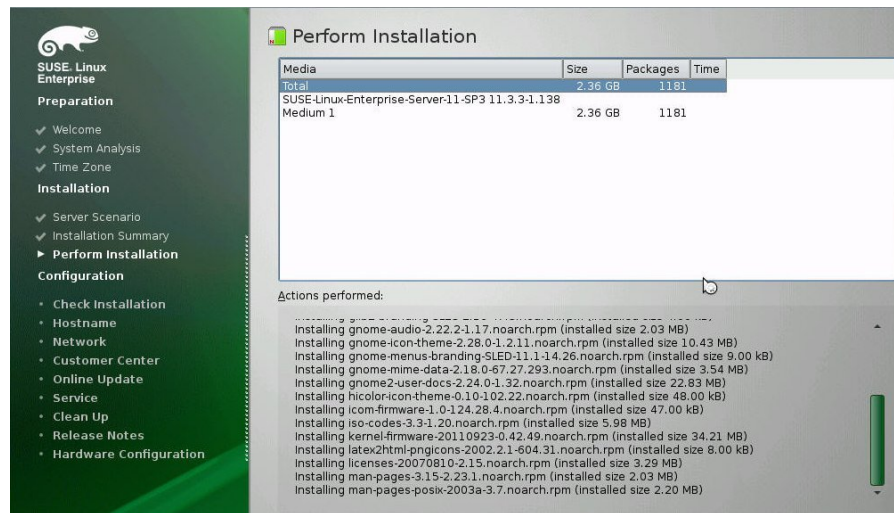 SUSE. Linux
Enterprise
Preparation
Welcome
System Analysis
Time Zone
Installation
Server Scenario
Installation Summary
Perform Installation
Configuration
Check Installation
Hostname
Network
Customer Center
Online Update
Service
Clean Up
Release Notes
Hardware Configuration
Perform Installation
Media Size Packages Time
Total 2.36 GB 1181
SUSE-Linux-Enterprise-Server-11-SP3 11.3.3-1.138
Medium 1 2.36 GB 1181
Actions performed:
Installing gnome-audio-2.22.2-1.17.noarch.rpm (installed size 2.03 MB)
Installing gnome-icon-theme-2.28.0-1.2.11.noarch.rpm (installed size 10.43 MB)
Installing gnome-menus-branding-SLED-11.1-14.26.noarch.rpm (installed size 9.00 kB)
Installing gnome-mime-data-2.18.0-67.27.293.noarch.rpm (installed size 3.54 MB)
Installing gnome2-user-docs-2.24.0-1.32.noarch.rpm (installed size 22.83 MB)
Installing hicolor-icon-theme-0.10-102.22.noarch.rpm (installed size 48.00 kB)
Installing icom-firmware-1.0-124.28.4.noarch.rpm (installed size 47.00 kB)
Installing iso-codes-3.3-1.20.noarch.rpm (installed size 5.98 MB)
Installing kernel-firmware-20110923-0.42.49.noarch.rpm (installed size 34.21 MB)
Installing latex2html-pngicons-2002.2.1-604.31.noarch.rpm (installed size 8.00 kB)
Installing licenses-20070810-2.15.noarch.rpm (installed size 3.29 MB)
Installing man-pages-3.15-2.23.1.noarch.rpm (installed size 2.03 MB)
Installing man-pages-posix-2003a-3.7.noarch.rpm (installed size 2.20 MB)